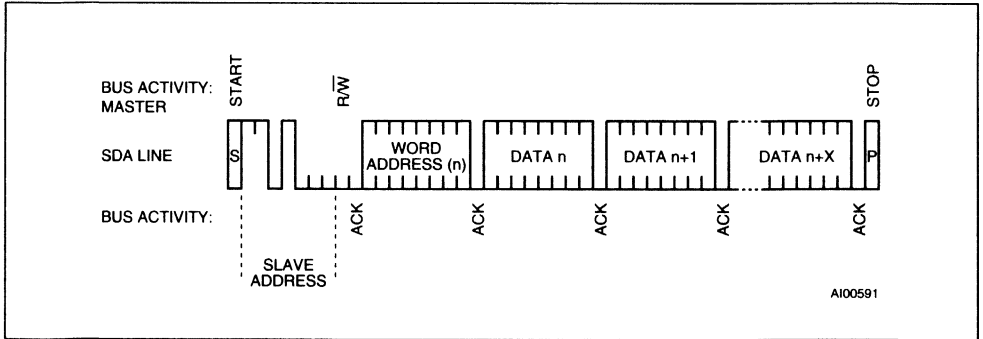 BUS ACTIVITY:
MASTER
START
R/W
STOP
SDA LINE
S
WORD
ADDRESS (n)
DATA n
DATA n+1
DATA n+X
P
BUS ACTIVITY:
ACK
ACK
ACK
ACK
ACK
SLAVE
ADDRESS
AI00591